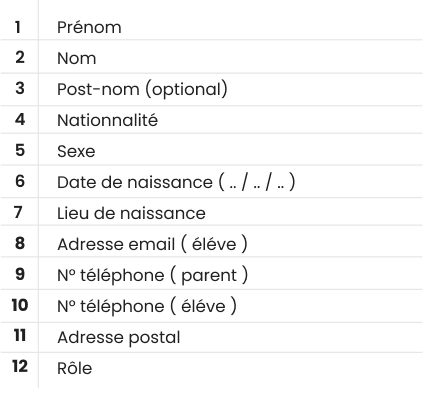 1 Prénom
2 Nom
3 Post-nom (optional)
4 Nationnalité
5 Sexe
6 Date de naissance ( .. / .. / .. )
7 Lieu de naissance
8 Adresse email ( éléve )
9 N° téléphone ( parent )
10 N° téléphone ( éléve )
11 Adresse postal
12 Rôle